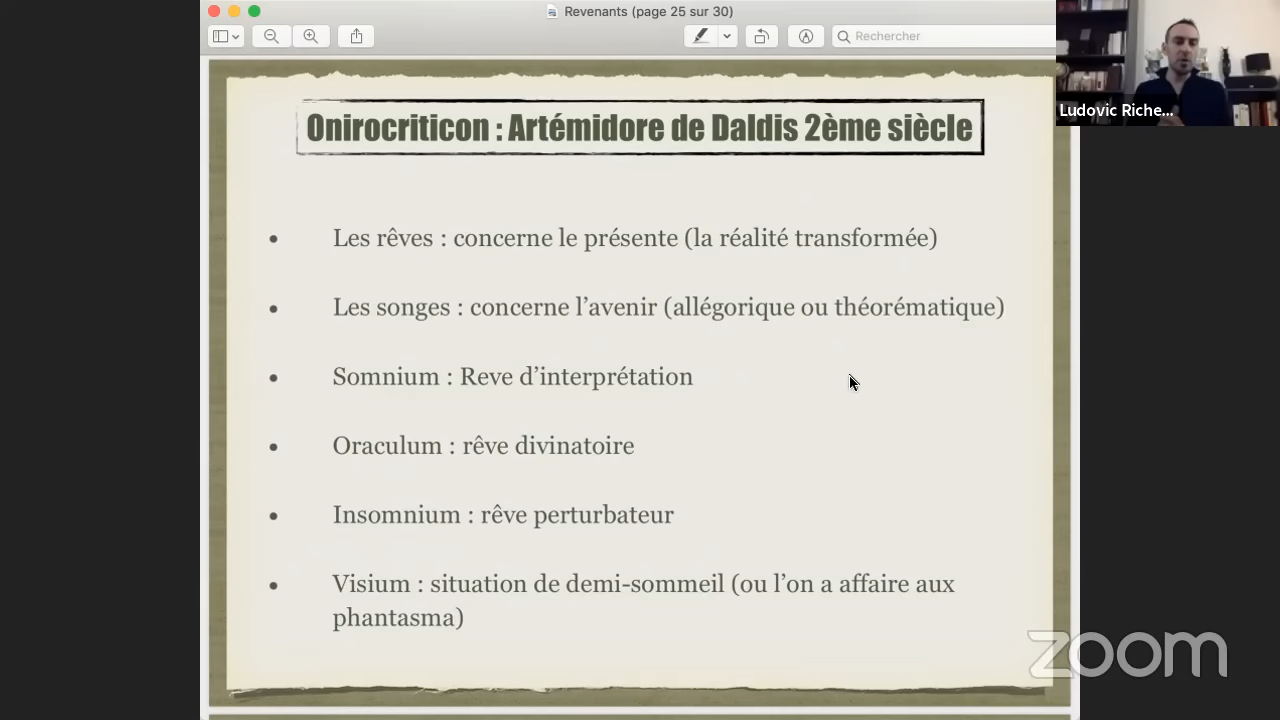 Revenants (page 25 sur 30)
Rechercher
Ludovic Riche...
Onirocriticon : Artémidore de Daldis 2ème siècle
• Les rêves : concerne le présente (la réalité transformée)
• Les songes : concerne l’avenir (allégorique ou théorématique)
• Somnium : Reve d’interprétation
• Oraculum : rêve divinatoire
• Insomnium : rêve perturbateur
• Visium : situation de demi-sommeil (ou l’on a affaire aux
phantasma)
zoom